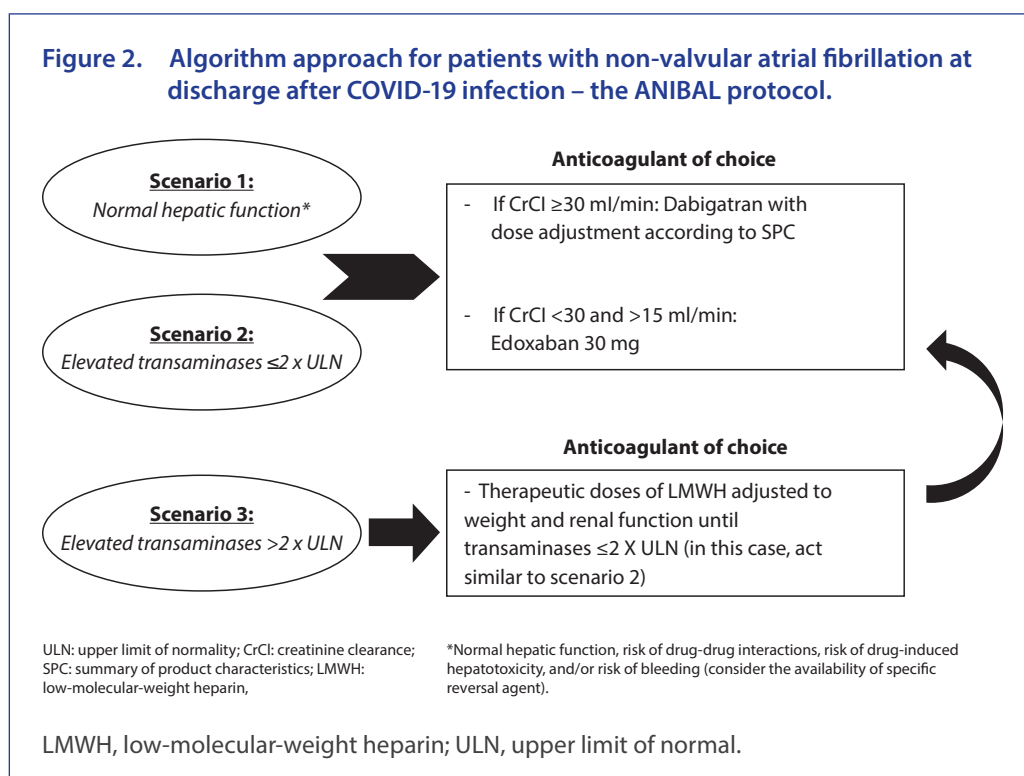 Figure 2. Algorithm approach for patients with non-valvular atrial fibrillation at
discharge after COVID-19 infection – the ANIBAL protocol.
Scenario 1:
Normal hepatic function*
Scenario 2:
Elevated transaminases ≤2 x ULN
Anticoagulant of choice
- If CrCl ≥30 ml/min: Dabigatran with
dose adjustment according to SPC
- If CrCl <30 and >15 ml/min:
Edoxaban 30 mg
Scenario 3:
Elevated transaminases >2 x ULN
Anticoagulant of choice
- Therapeutic doses of LMWH adjusted to
weight and renal function until
transaminases ≤2 X ULN (in this case, act
similar to scenario 2)
ULN: upper limit of normality; CrCl: creatinine clearance;
SPC: summary of product characteristics; LMWH:
low-molecular-weight heparin,
*Normal hepatic function, risk of drug-drug interactions, risk of drug-induced
hepatotoxicity, and/or risk of bleeding (consider the availability of specific
reversal agent).
LMWH, low-molecular-weight heparin; ULN, upper limit of normal.